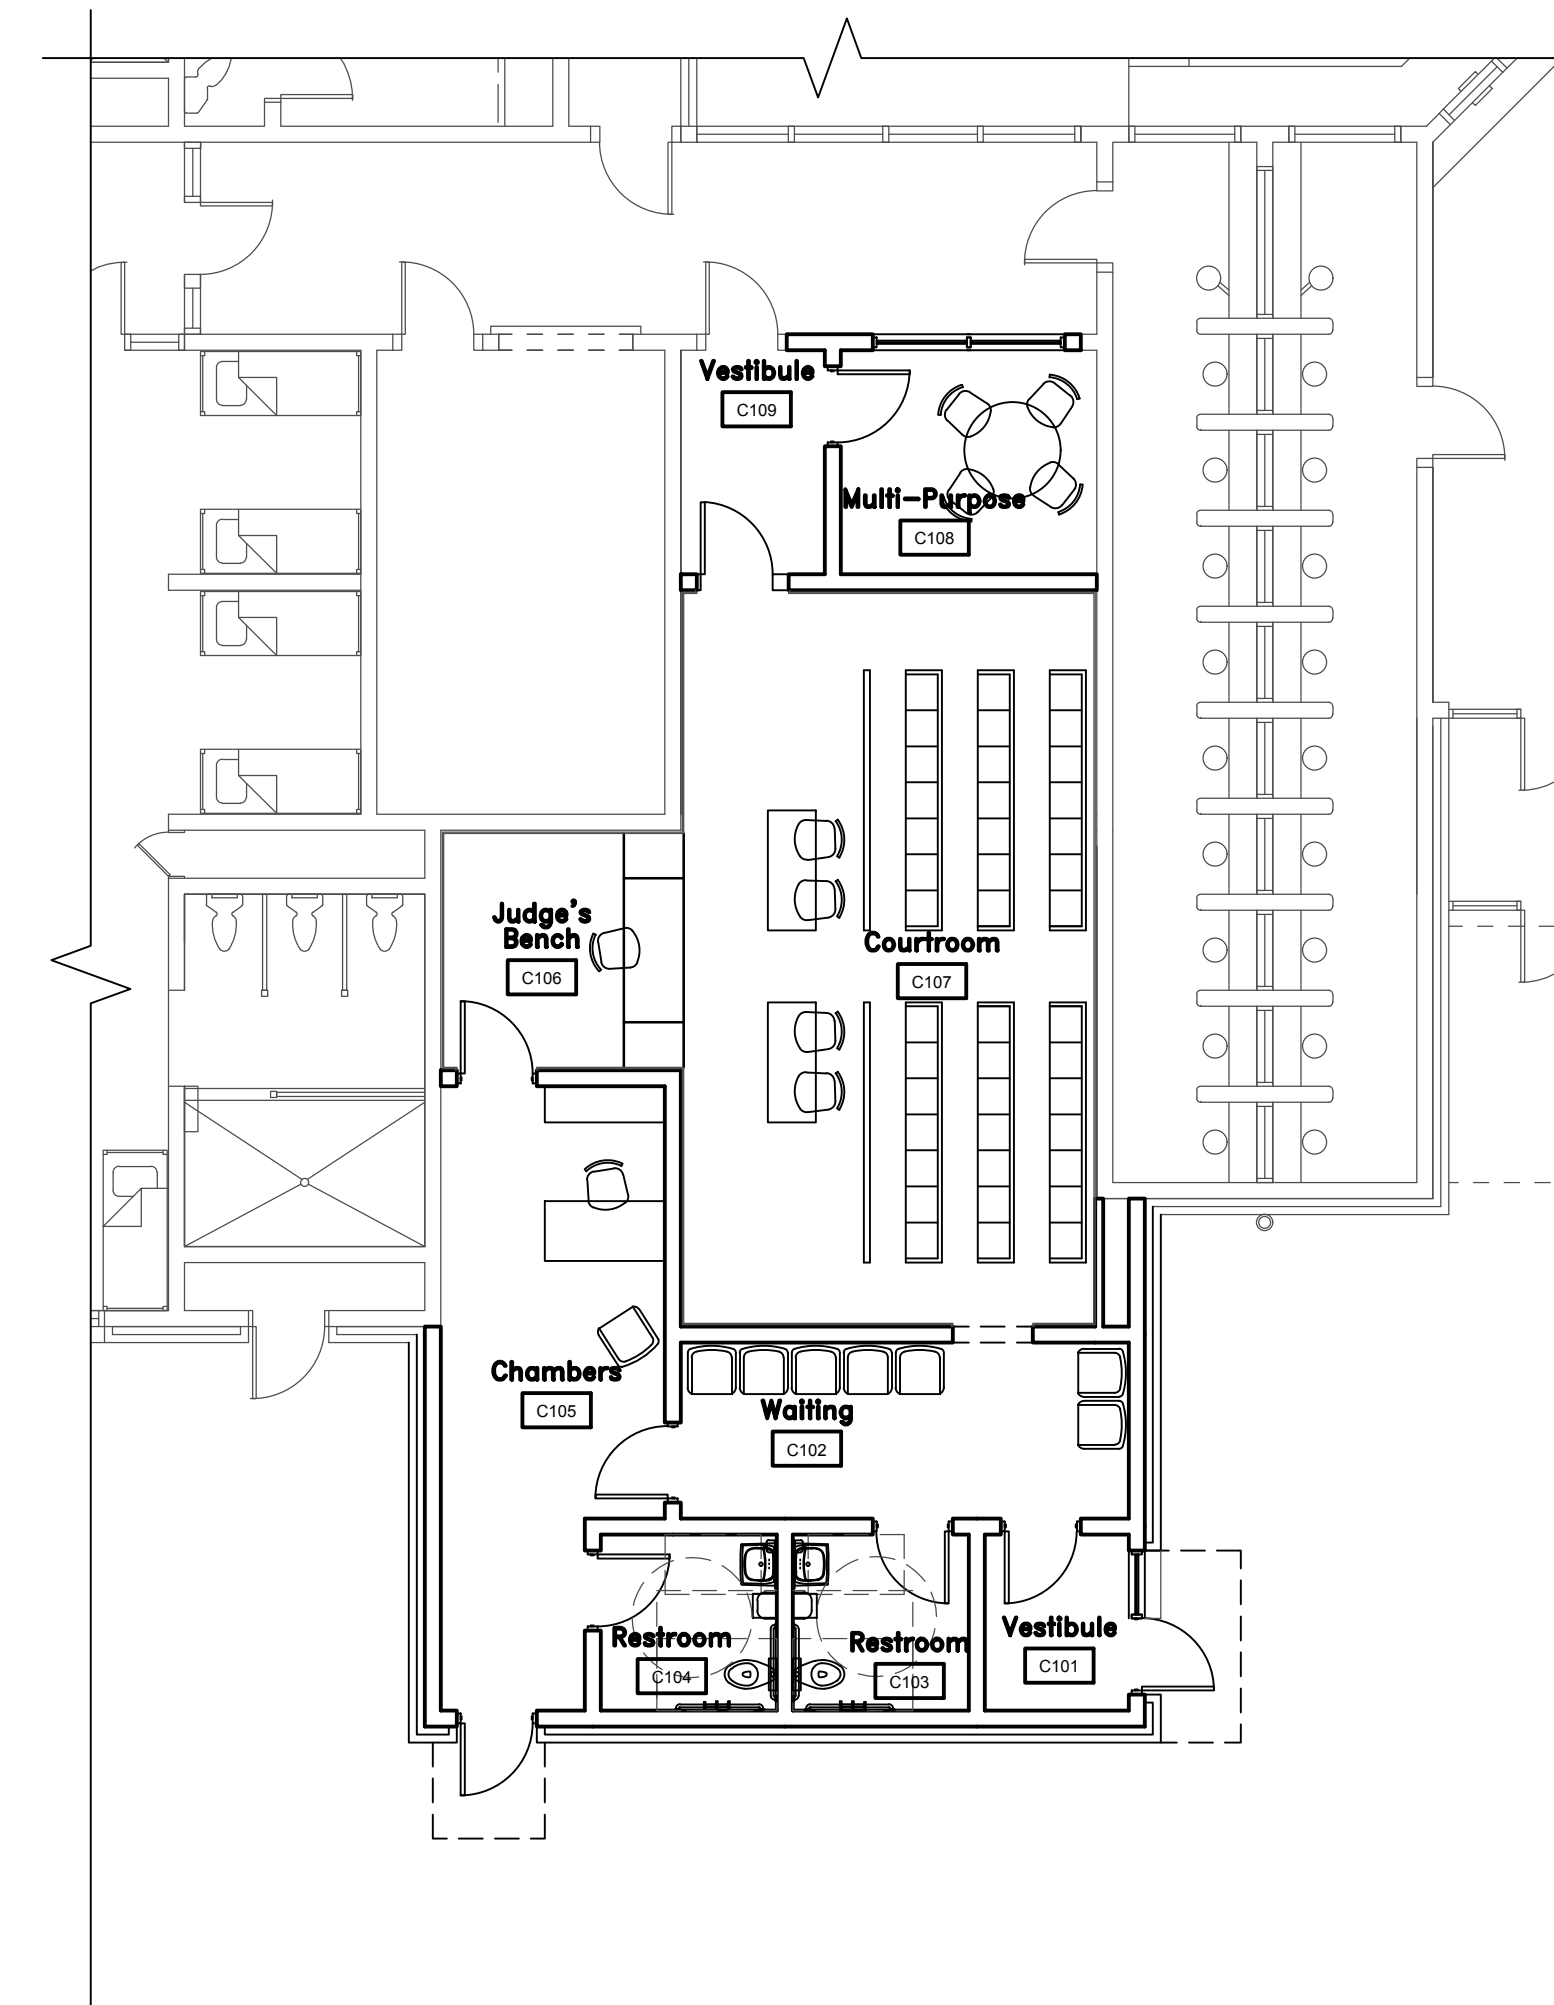 Vestibule
C109
Multi-Purpose
C108
Judge's
Bench
C106
Courtroom
C107
Chambers
C105
Waiting
C102
Restroom
C104
Restroom
C103
Vestibule
C101